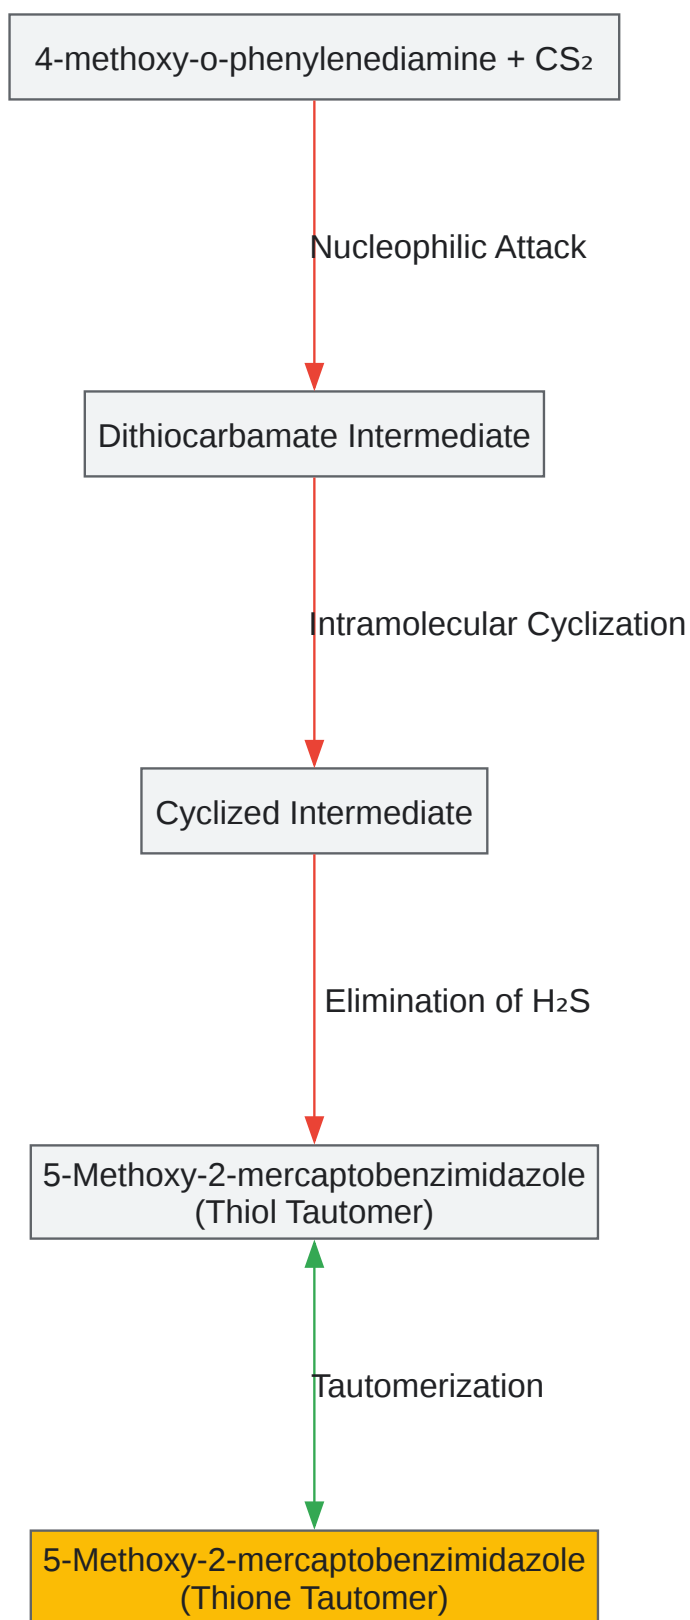 4-methoxy-o-phenylenediamine + CS₂
Nucleophilic Attack
Dithiocarbamate Intermediate
Intramolecular Cyclization
Cyclized Intermediate
Elimination of H₂S
5-Methoxy-2-mercaptobenzimidazole
(Thiol Tautomer)
Tautomerization
5-Methoxy-2-mercaptobenzimidazole
(Thione Tautomer)